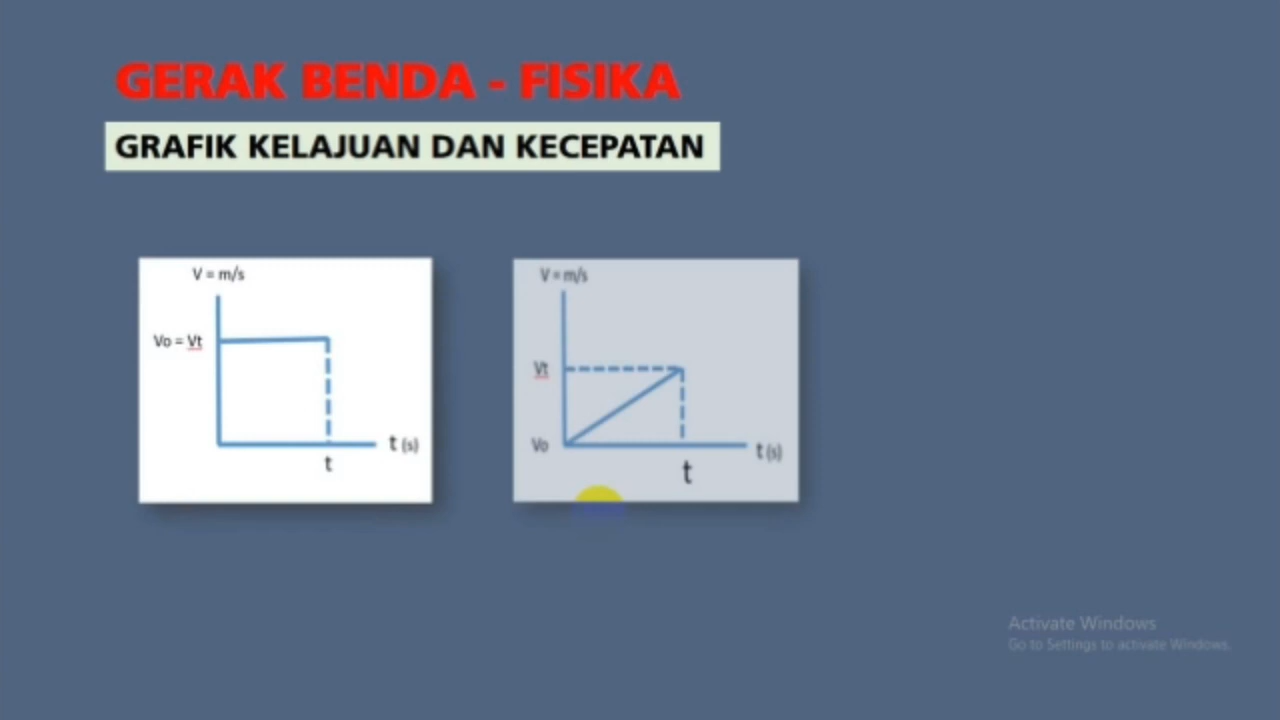 GERAK BENDA - FISIKA
GRAFIK KELAJUAN DAN KECEPATAN
V = m/s
Vo = Vt
t (s)
t
V = m/s
Vt
Vo
t (s)
t
Activate Windows
Go to Settings to activate Windows.